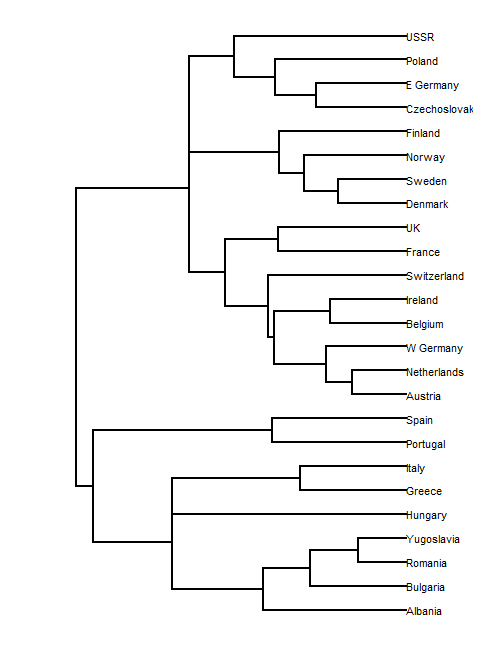 USSR
Poland
E Germany
Czechoslovak
Finland
Norway
Sweden
Denmark
UK
France
Switzerland
Ireland
Belgium
W Germany
Netherlands
Austria
Spain
Portugal
Italy
Greece
Hungary
Yugoslavia
Romania
Bulgaria
Albania